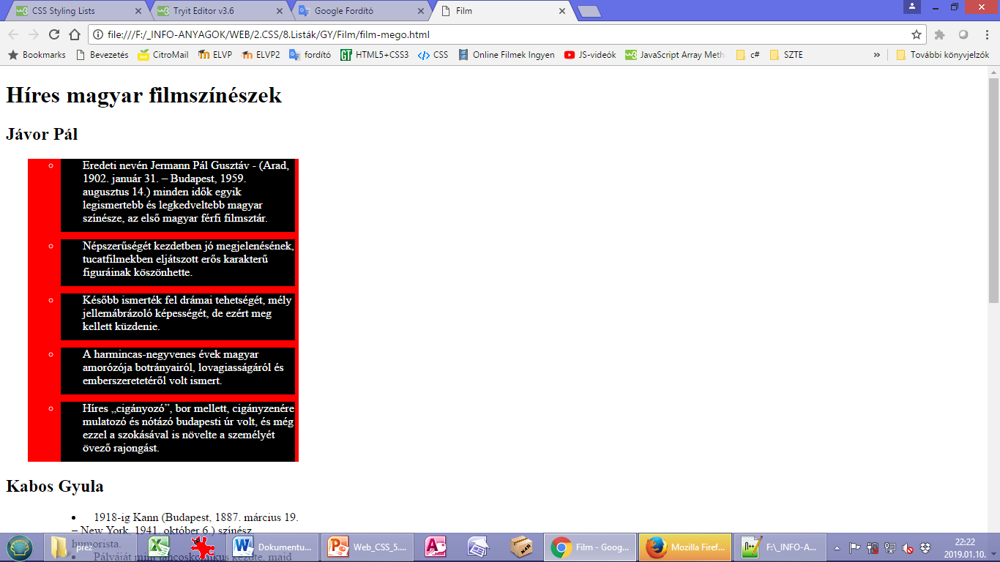 CSS Styling Lists
Tryit Editor v3.6
Google Fordító
Film
file:///F:/_INFO-ANYAGOK/WEB/2.CSS/8.Listák/GY/Film/film-mego.html
Bookmarks Bevezetés CitroMail ELVP ELVP2 fordító HTML5+CSS3 CSS Online Filmek Ingyen JS-videók JavaScript Array Meth c# SZTE » További könyvjelzők
Híres magyar filmszínészek
Jávor Pál
Eredeti nevén Jermann Pál Gusztáv - (Arad,
1902. január 31. – Budapest, 1959.
augusztus 14.) minden idők egyik
legismertebb és legkedveltebb magyar
színésze, az első magyar férfi filmsztár.
Népszerűségét kezdetben jó megjelenésének,
tucatfilmekben eljátszott erős karakterű
figuráinak köszönhette.
Később ismerték fel drámai tehetségét, mély
jellemábrázoló képességét, de ezért meg
kellett küzdenie.
A harmincas-negyvenes évek magyar
amorózója botrányairól, lovagiasságáról és
emberszeretetéről volt ismert.
Híres „cigányozó”, bor mellett, cigányzenére
mulatozó és nótázó budapesti úr volt, és még
ezzel a szokásával is növelte a személyét
övező rajongást.
Kabos Gyula
1918-ig Kann (Budapest, 1887. március 19.
– New York, 1941. október 6.) színész,
humorista.
Pályáját mint táncoskomikus kezdte, majd
prez
Dokumentu...
Web_CSS_5....
Film - Goog...
Mozilla Firef...
F:\_INFO-A...
22:22
2019.01.10.